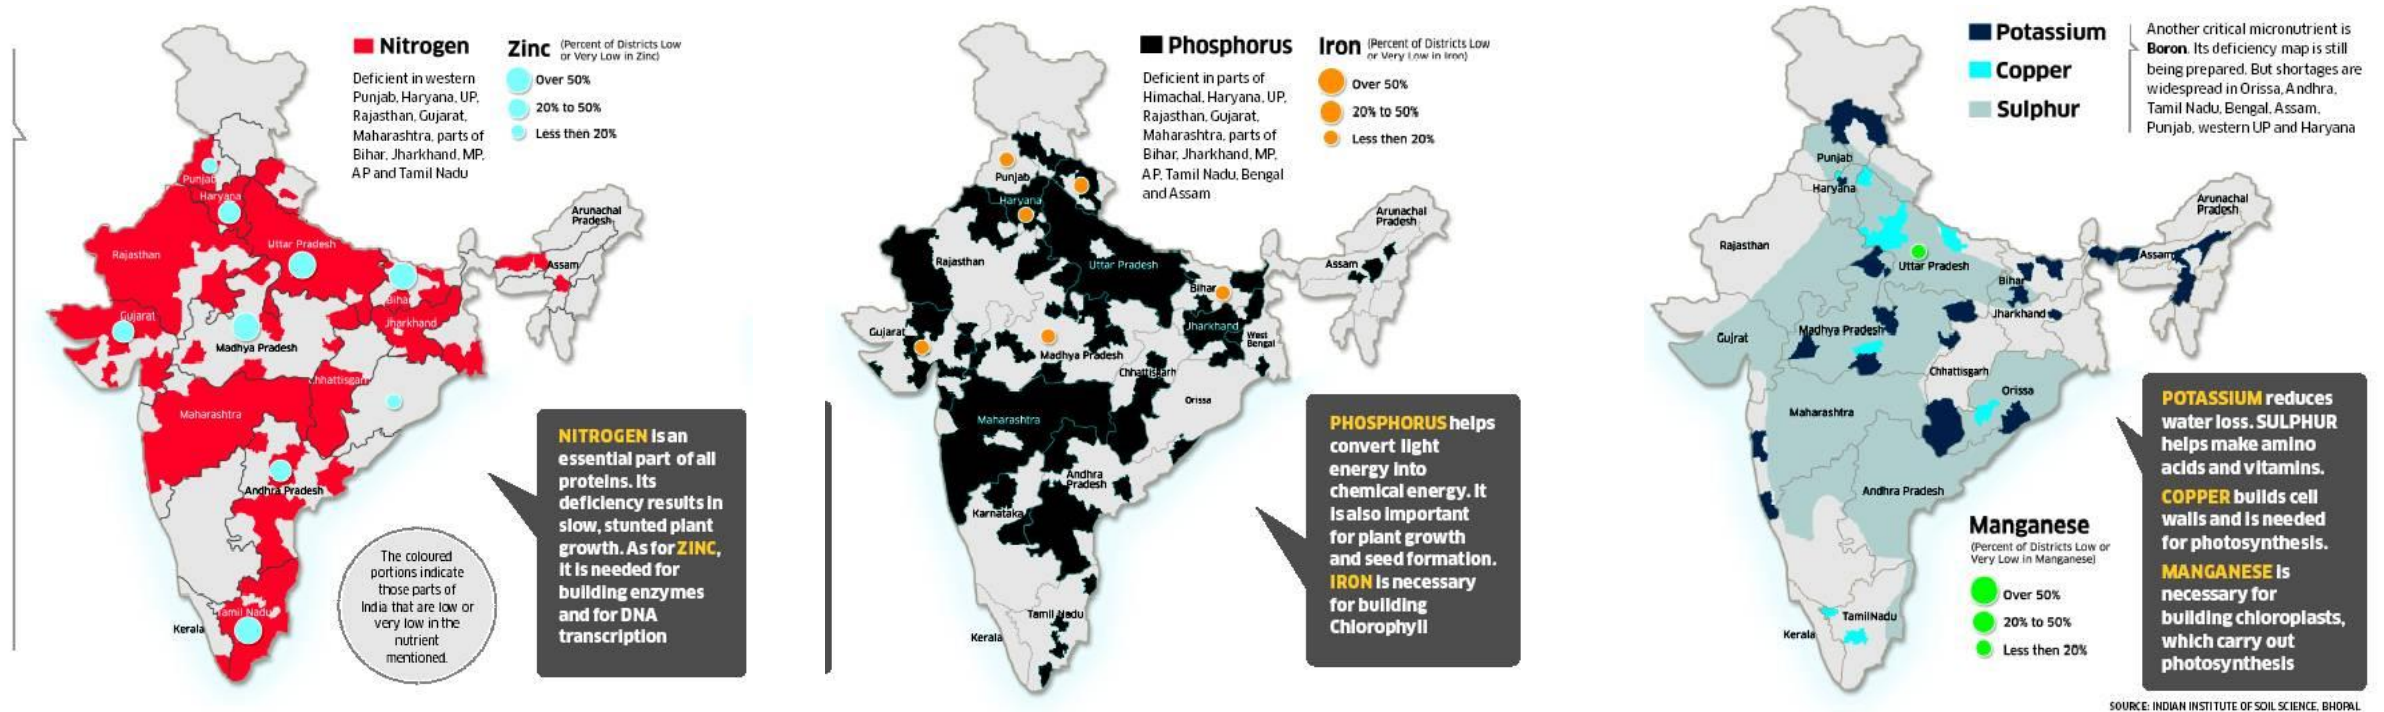 Nitrogen
Deficient in western
Punjab, Haryana, UP,
Rajasthan, Gujarat,
Maharashtra, parts of
Bihar, Jharkhand, MP,
AP and Tamil Nadu
Zinc
(Percent of Districts Low
or Very Low in Zinc)
Over 50%
20% to 50%
Less then 20%
Punjab
Haryana
Rajasthan
Uttar Pradesh
Bihar
Arunachal
Pradesh
Assam
Gujarat
Madhya Pradesh
Jharkhand
Chhattisgarh
Maharashtra
Andhra Pradesh
Tamil Nadu
Kerala
The coloured
portions indicate
those parts of
India that are low or
very low in the
nutrient
mentioned.
NITROGEN is an
essential part of all
proteins. Its
deficiency results in
slow, stunted plant
growth. As for ZINC,
it is needed for
building enzymes
and for DNA
transcription
Phosphorus
Deficient in parts of
Himachal, Haryana, UP,
Rajasthan, Gujarat,
Maharashtra, parts of
Bihar, Jharkhand, MP,
AP, Tamil Nadu, Bengal
and Assam
Iron
(Percent of Districts Low
or Very Low in Iron)
Over 50%
20% to 50%
Less then 20%
Punjab
Haryana
Rajasthan
Uttar Pradesh
Bihar
Arunachal
Pradesh
Assam
Gujarat
Madhya Pradesh
Jharkhand
West
Bengal
Chhattisgarh
Orissa
Maharashtra
Andhra
Pradesh
Karnataka
Tamil Nadu
Kerala
PHOSPHORUS helps
convert light
energy into
chemical energy. It
is also important
for plant growth
and seed formation.
IRON is necessary
for building
Chlorophyll
Potassium
Copper
Sulphur
Another critical micronutrient is
Boron. Its deficiency map is still
being prepared. But shortages are
widespread in Orissa, Andhra,
Tamil Nadu, Bengal, Assam,
Punjab, western UP and Haryana
Punjab
Haryana
Rajasthan
Uttar Pradesh
Bihar
Arunachal
Pradesh
Assam
Gujrat
Madhya Pradesh
Jharkhand
Chhattisgarh
Orissa
Maharashtra
Andhra Pradesh
TamilNadu
Kerala
Manganese
(Percent of Districts Low or
Very Low in Manganese)
Over 50%
20% to 50%
Less then 20%
POTASSIUM reduces
water loss. SULPHUR
helps make amino
acids and vitamins.
COPPER builds cell
walls and is needed
for photosynthesis.
MANGANESE is
necessary for
building chloroplasts,
which carry out
photosynthesis
SOURCE: INDIAN INSTITUTE OF SOIL SCIENCE, BHOPAL